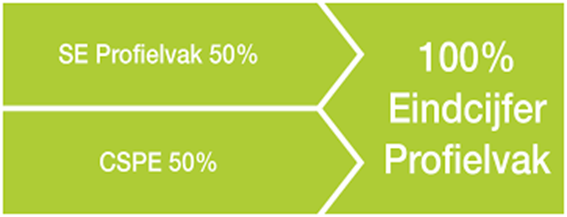 SE Profielvak 50%
CSPE 50%
100%
Eindcijfer
Profielvak